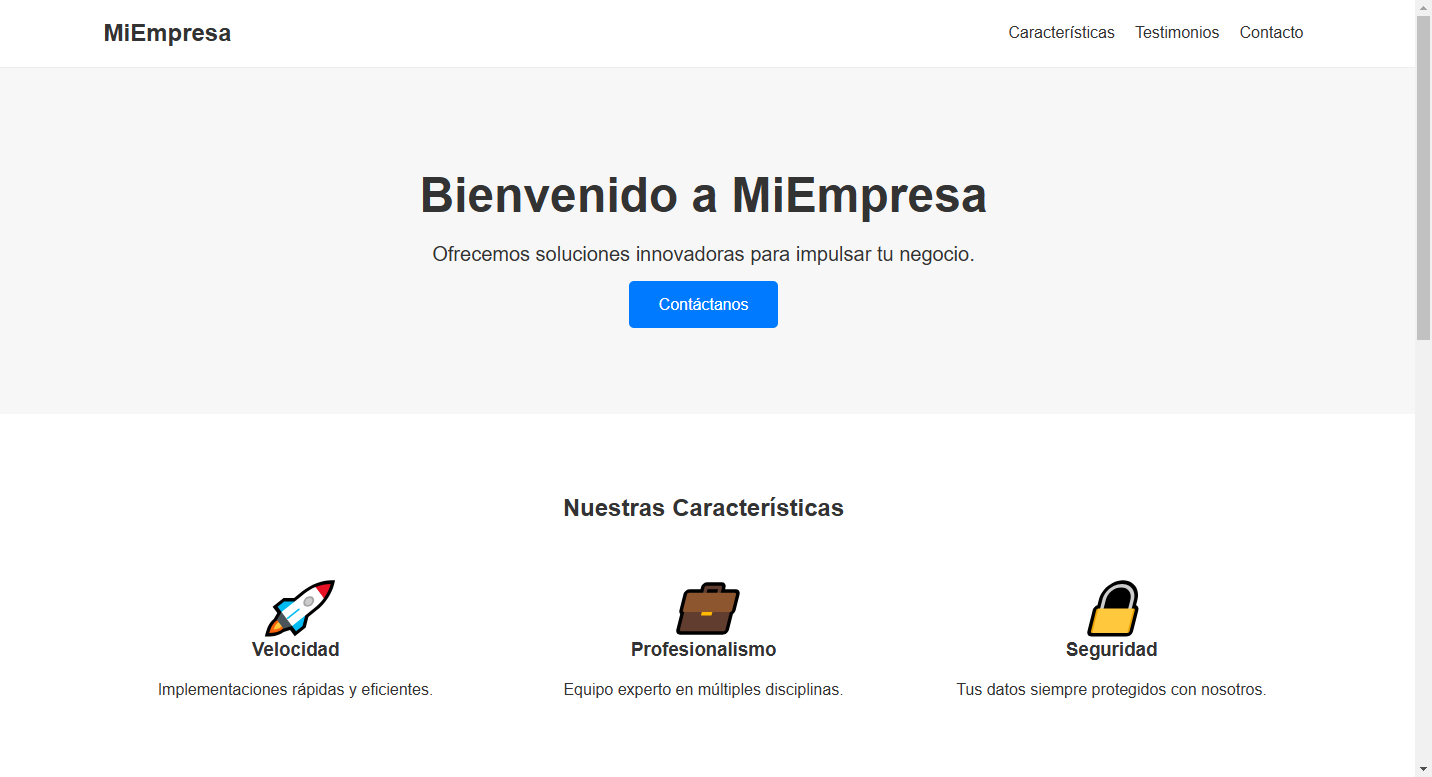 MiEmpresa
Características Testimonios Contacto
Bienvenido a MiEmpresa
Ofrecemos soluciones innovadoras para impulsar tu negocio.
Contáctanos
Nuestras Características
Velocidad
Implementaciones rápidas y eficientes.
Profesionalismo
Equipo experto en múltiples disciplinas.
Seguridad
Tus datos siempre protegidos con nosotros.